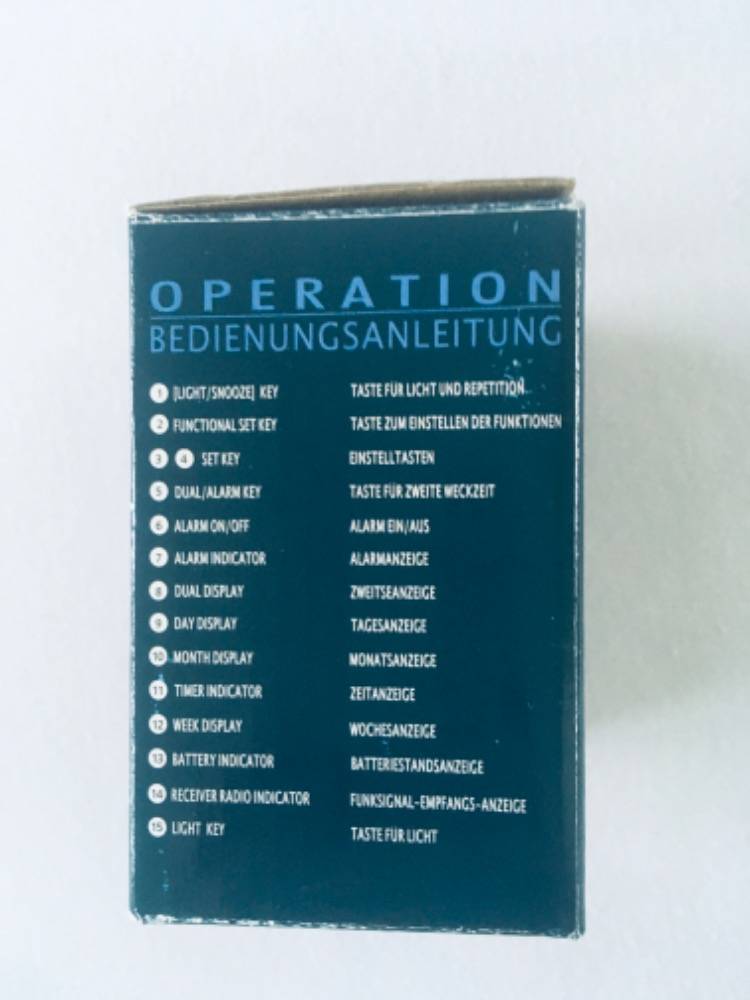 OPERATION
BEDIENUNGSANLEITUNG
1 [LIGHT/SNOOZE] KEY TASTE FÜR LICHT UND REPETITION
2 FUNCTIONAL SET KEY TASTE ZUM EINSTELLEN DER FUNKTIONEN
3 4 SET KEY EINSTELLTASTEN
5 DUAL/ALARM KEY TASTE FÜR ZWEITE WECKZEIT
6 ALARM ON/OFF ALARM EIN/AUS
7 ALARM INDICATOR ALARMANZEIGE
8 DUAL DISPLAY ZWEITSEANZEIGE
9 DAY DISPLAY TAGESANZEIGE
10 MONTH DISPLAY MONATSANZEIGE
11 TIMER INDICATOR ZEITANZEIGE
12 WEEK DISPLAY WOCHESANZEIGE
13 BATTERY INDICATOR BATTERIESTANDSANZEIGE
14 RECEIVER RADIO INDICATOR FUNKSIGNAL-EMPFANGS-ANZEIGE
15 LIGHT KEY TASTE FÜR LICHT